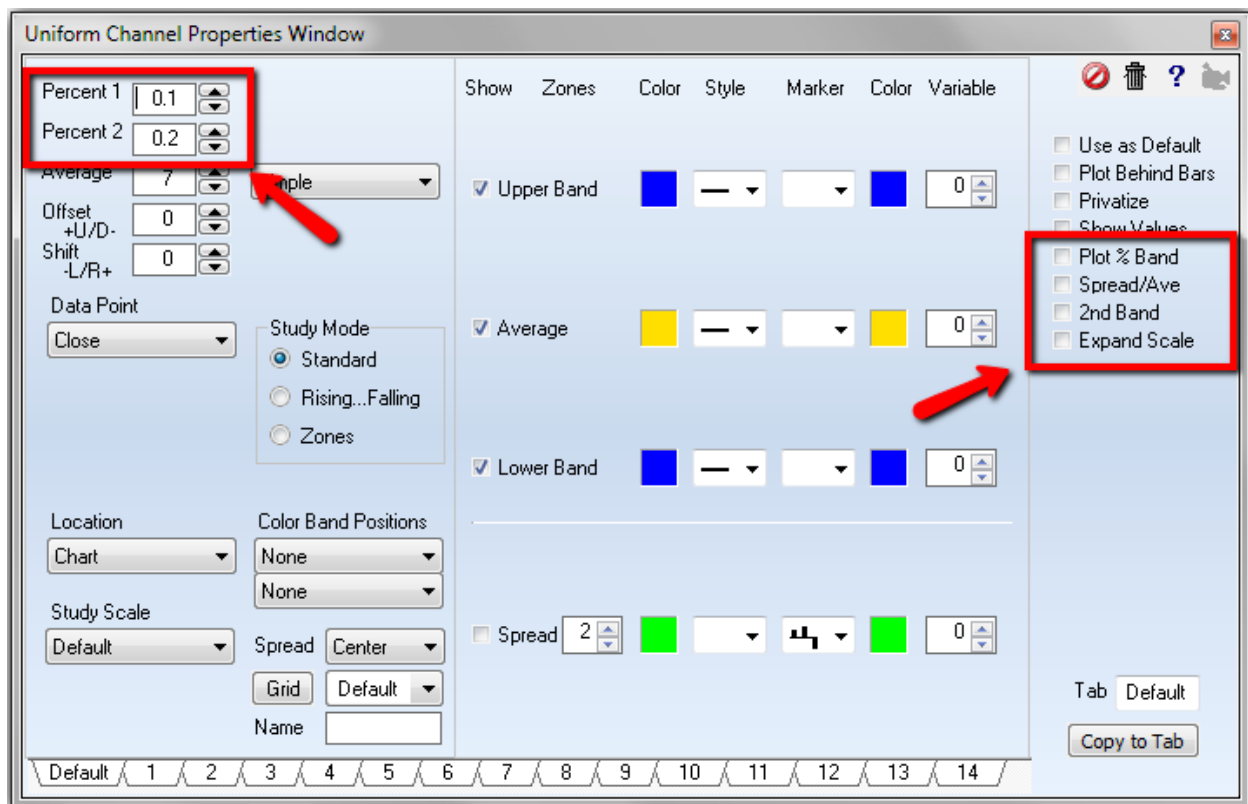 Uniform Channel Properties Window
Percent 1 0.1
Percent 2 0.2
Average 7
Offset 0
+U/D-
Shift 0
-L/R+
Data Point
Close
Study Mode
Standard
Rising...Falling
Zones
Location
Chart
Color Band Positions
None
None
Study Scale
Default
Spread Center
Grid Default
Name
Show Zones Color Style Marker Color Variable
Upper Band 0
Average 0
Lower Band 0
Spread 2 0
?
Use as Default
Plot Behind Bars
Privatize
Show Values
Plot % Band
Spread/Ave
2nd Band
Expand Scale
Tab Default
Copy to Tab
Default 1 2 3 4 5 6 7 8 9 10 11 12 13 14